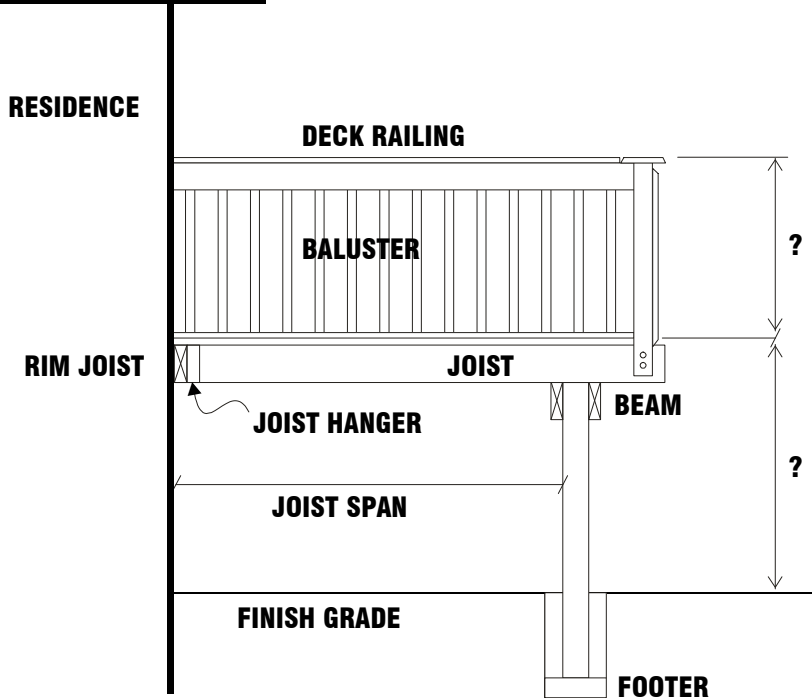 RESIDENCE
DECK RAILING
BALUSTER
?
RIM JOIST
JOIST
BEAM
JOIST HANGER
?
JOIST SPAN
FINISH GRADE
FOOTER